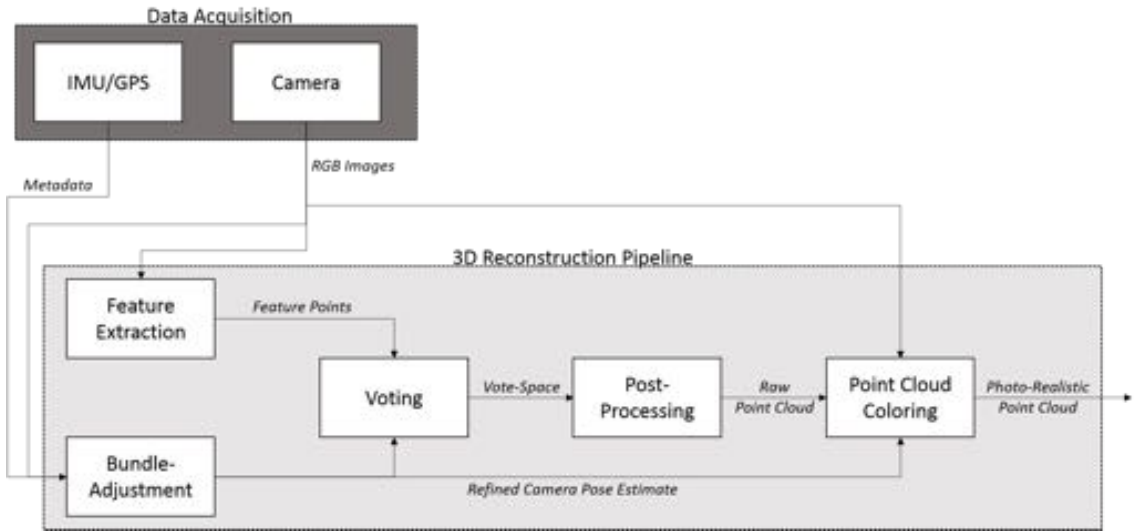 Data Acquisition
IMU/GPS
Camera
RGB Images
Metadata
3D Reconstruction Pipeline
Feature
Extraction
Feature Points
Voting
Vote-Space
Post-
Processing
Raw
Point Cloud
Point Cloud
Coloring
Photo-Realistic
Point Cloud
Bundle-
Adjustment
Refined Camera Pose Estimate